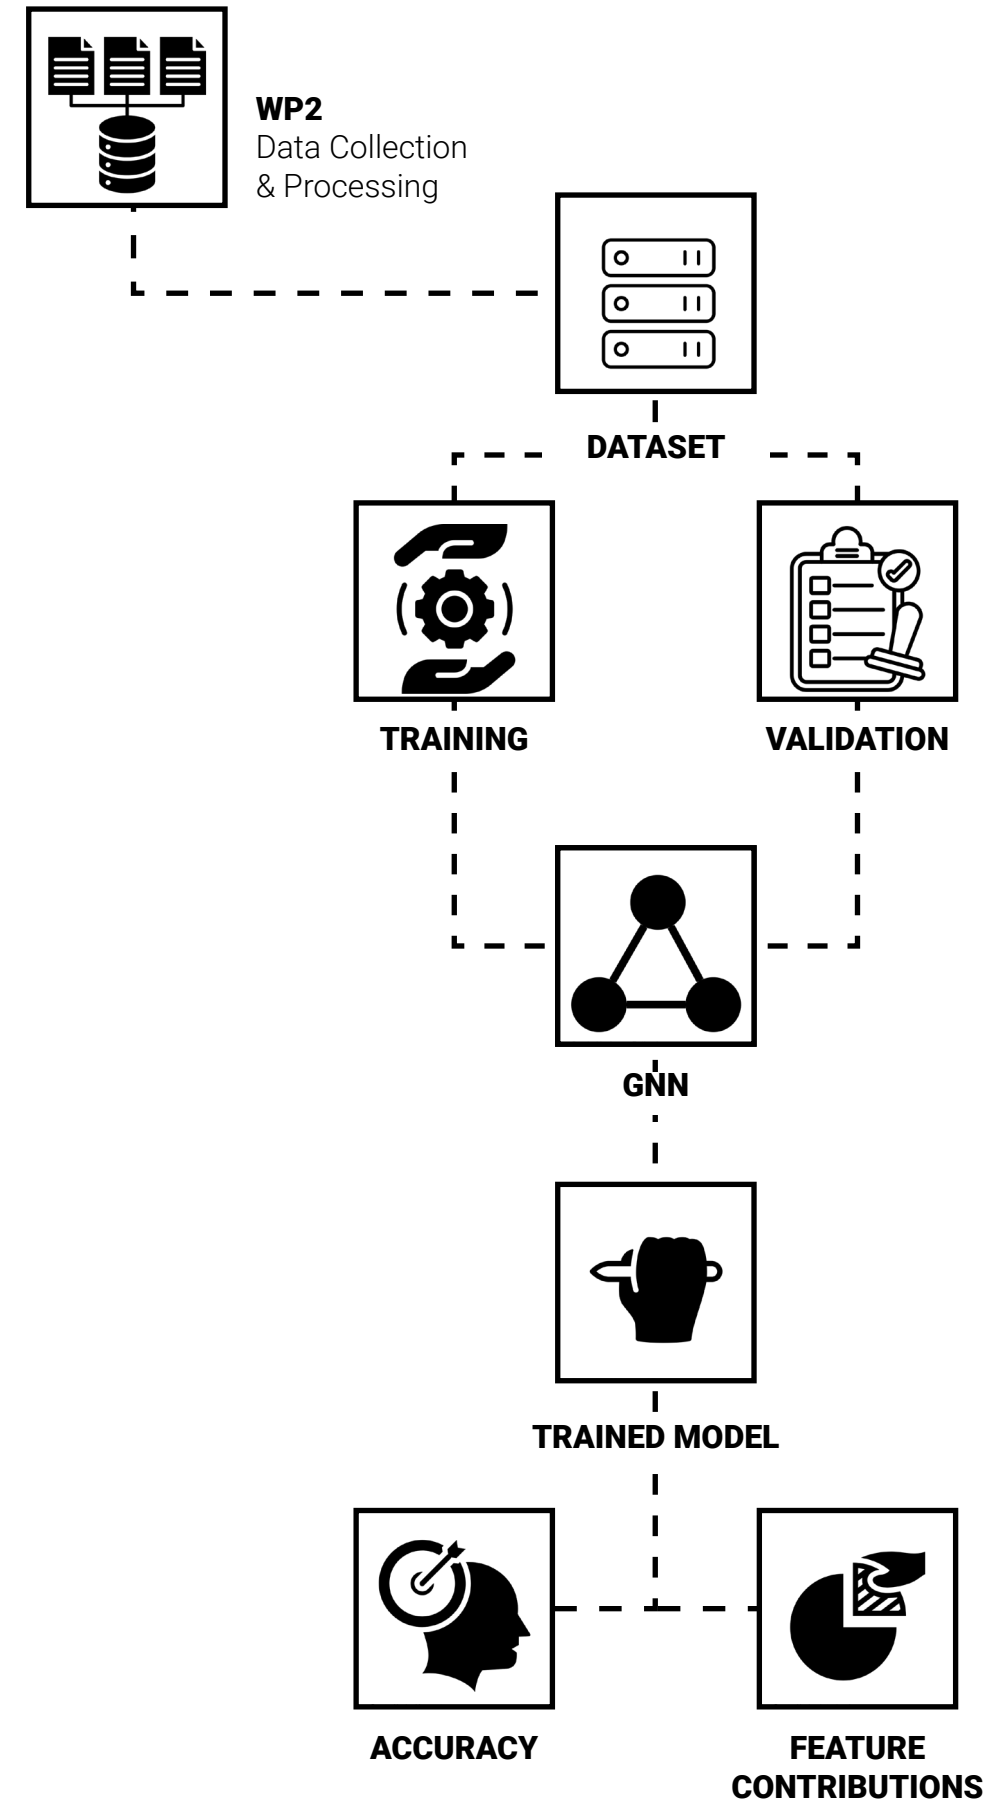 WP2
Data Collection
& Processing
DATASET
TRAINING
VALIDATION
GNN
TRAINED MODEL
ACCURACY
FEATURE
CONTRIBUTIONS